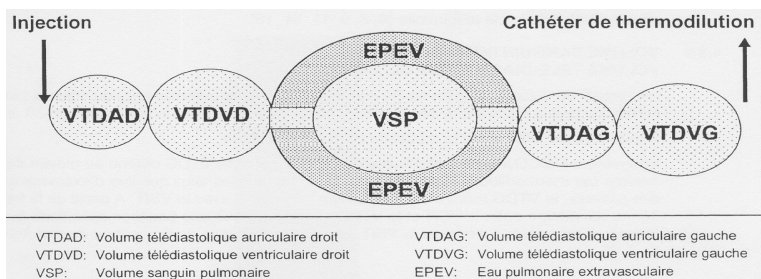 Injection
Cathéter de thermodilution
EPEV
VTDAD
VTDVD
VSP
VTDAG
VTDVG
EPEV
VTDAD: Volume télédiastolique auriculaire droit
VTDVD: Volume télédiastolique ventriculaire droit
VSP: Volume sanguin pulmonaire
VTDAG: Volume télédiastolique auriculaire gauche
VTDVG: Volume télédiastolique ventriculaire gauche
EPEV: Eau pulmonaire extravasculaire